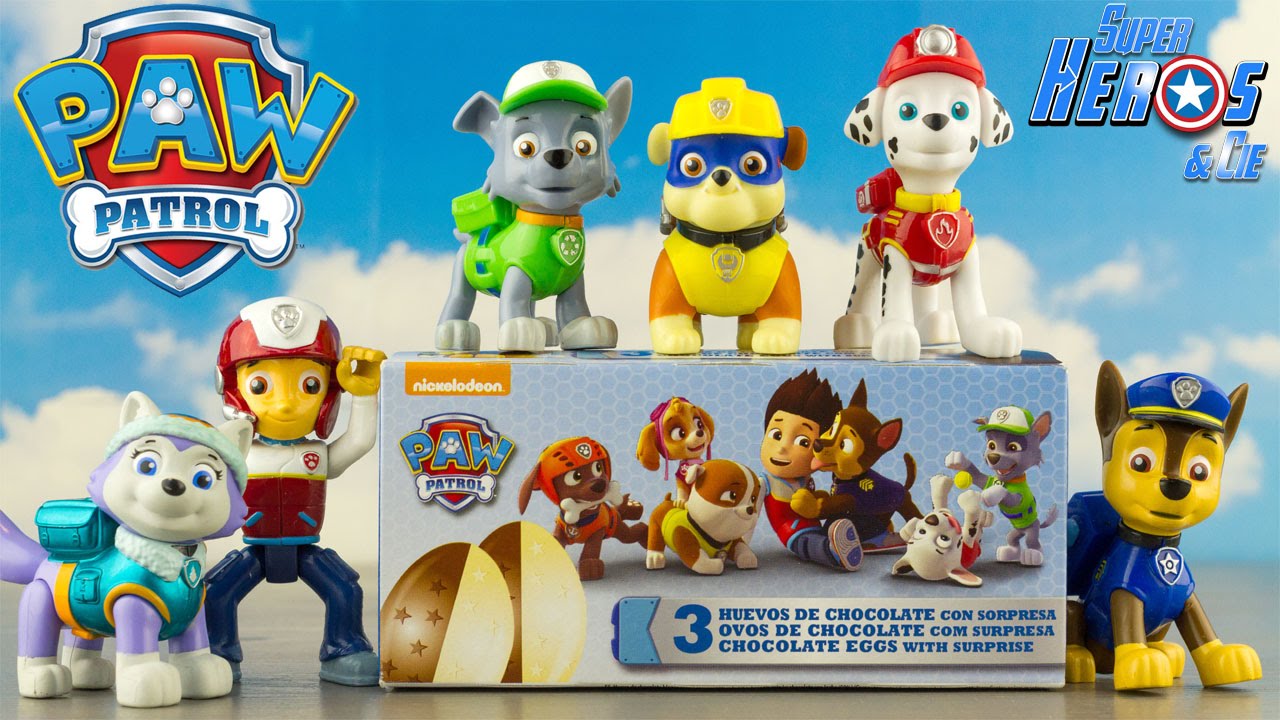 PAW
PATROL
SUPER
HEROS
& CIE
nickelodeon
PAW
PATROL
3 HUEVOS DE CHOCOLATE CON SORPRESA
OVOS DE CHOCOLATE COM SURPRESA
CHOCOLATE EGGS WITH SURPRISE